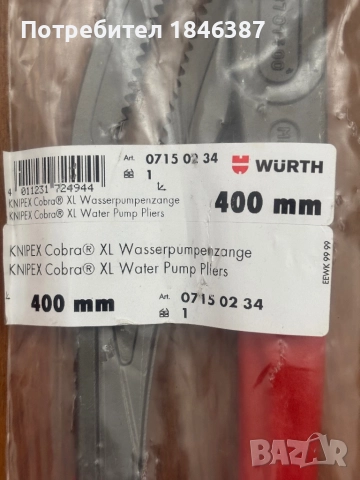 Потребител 1846387
Art. 0715 02 34
WÜRTH
1
4 011231 724944
KNIPEX Cobra® XL Wasserpumpenzange
KNIPEX Cobra® XL Water Pump Pliers
400 mm
KNIPEX Cobra® XL Wasserpumpenzange
KNIPEX Cobra® XL Water Pump Pliers
EEWK 99 99
400 mm
Art. 0715 02 34
1
bazar